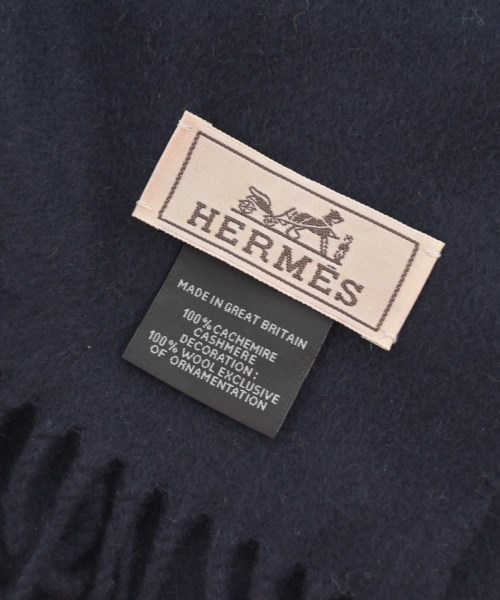 HERMÈS
MADE IN GREAT BRITAIN
100% CACHEMIRE
CASHMERE
DECORATION:
100% WOOL EXCLUSIVE
OF ORNAMENTATION